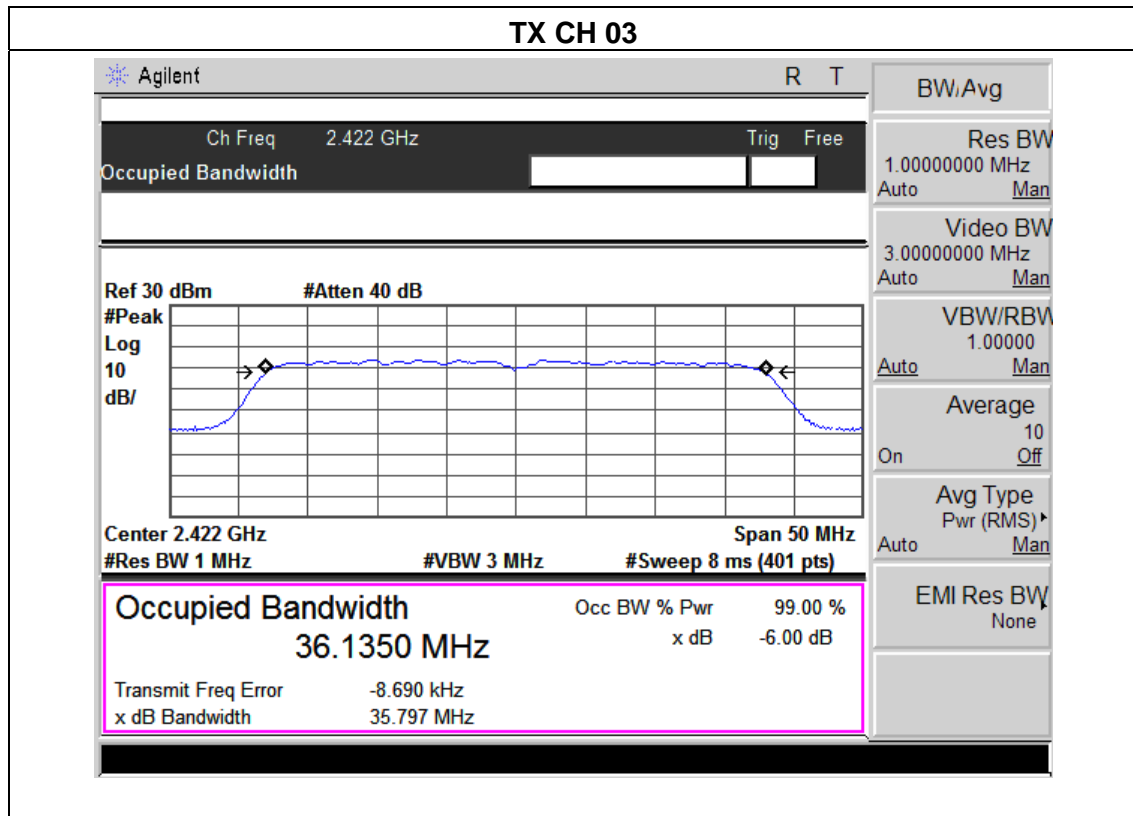 TX CH 03
Agilent R T
Ch Freq 2.422 GHz Trig Free
Occupied Bandwidth
Ref 30 dBm #Atten 40 dB
#Peak
Log
10
dB/
Center 2.422 GHz Span 50 MHz
#Res BW 1 MHz #VBW 3 MHz #Sweep 8 ms (401 pts)
Occupied Bandwidth Occ BW % Pwr 99.00 %
36.1350 MHz x dB -6.00 dB
Transmit Freq Error -8.690 kHz
x dB Bandwidth 35.797 MHz
BW/Avg
Res BW
1.00000000 MHz
Auto Man
Video BW
3.00000000 MHz
Auto Man
VBW/RBW
1.00000
Auto Man
Average
10
On Off
Avg Type
Pwr (RMS)
Auto Man
EMI Res BW
None